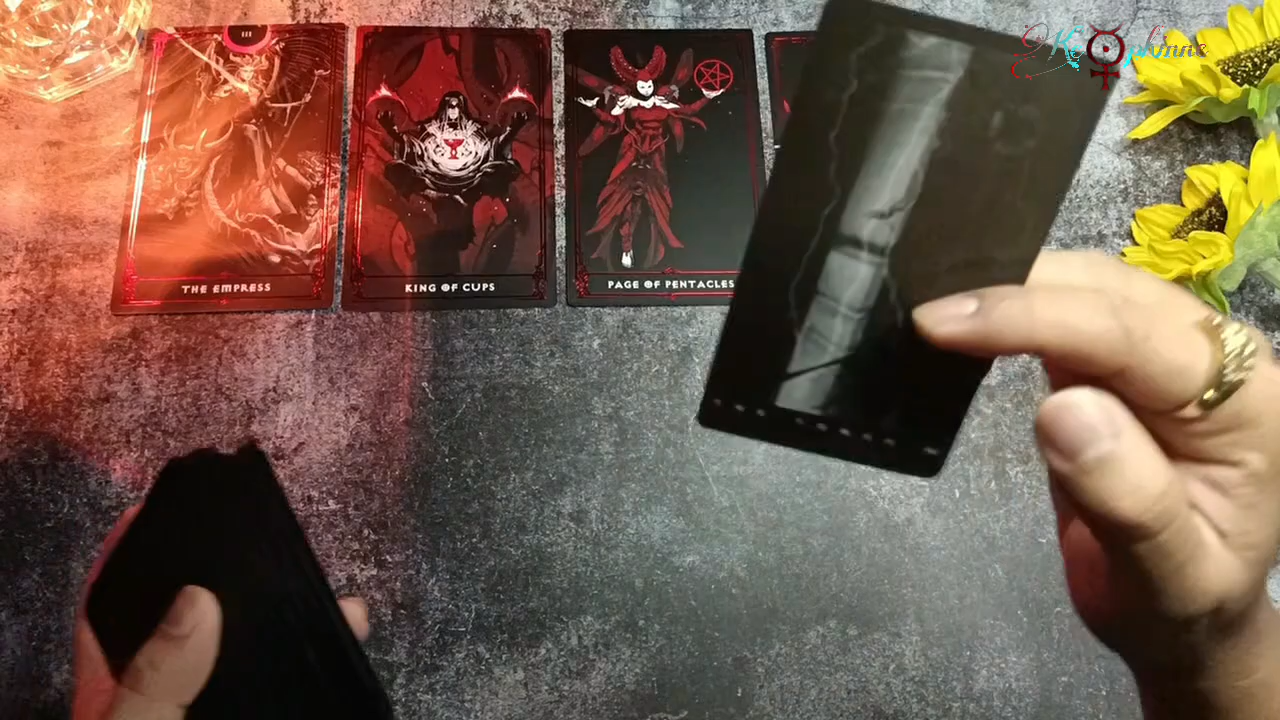 III
THE EMPRESS
KING OF CUPS
PAGE OF PENTACLES